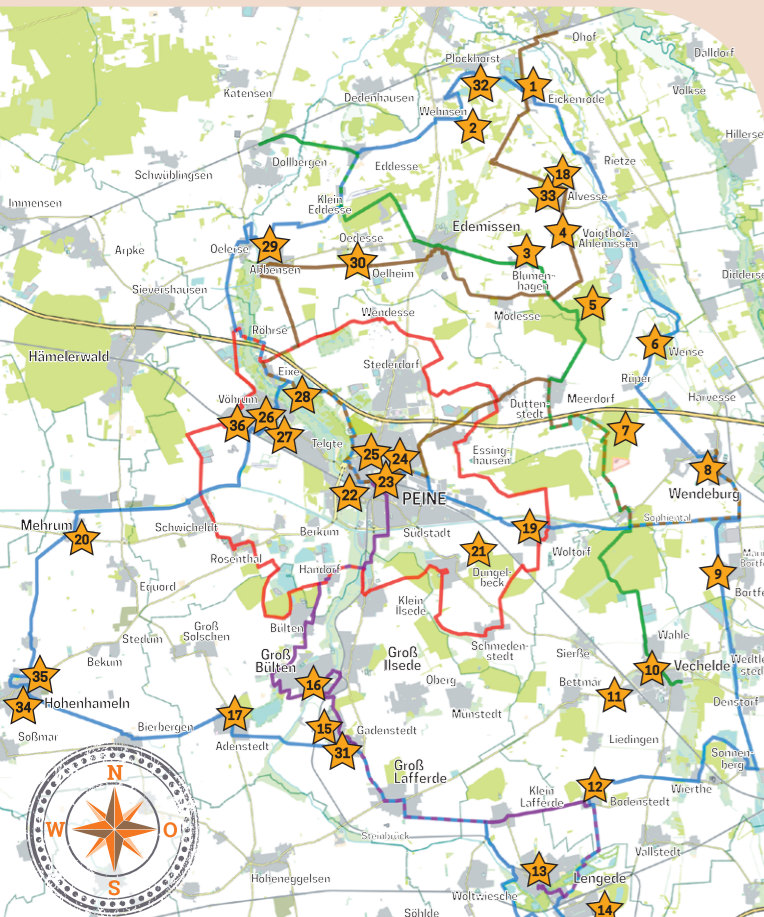 Ohof
Plockhorst
Dalldorf
32
1
Katensen
Dedenhausen
Eickenrode
Volkse
Wehnsen
2
Hillerse
Dollbergen
Eddesse
Rietze
Schwüblingsen
18
33
Alvesse
Immensen
Klein
Eddesse
Edemissen
4
Voigtholz-
Ahlemissen
Oelerse
29
Oedesse
Arpke
30
Oelheim
3
Abbensen
Blumen-
hagen
Didderse
Sievershausen
5
Wendesse
Modesse
Röhrse
6
Wense
Hämelerwald
Stederdorf
Eixe
Rüper
Vöhrum
28
Dutten-
stedt
Meerdorf
Harvesse
36
26
27
Telgte
7
25
24
Essing-
hausen
8
Wendeburg
23
22
PEINE
Sophiental
Mehrum
20
Schwicheldt
Berkum
Südstadt
19
Woltorf
21
Rosenthal
Handorf
Dungel-
beck
9
Equord
Klein
Ilsede
Bülten
Groß
Solschen
Stedum
Wahle
Bekum
Groß
Bülten
Groß
Ilsede
Schmeden-
stedt
Sierße
10
Vechelde
35
16
Oberg
Bettmar
11
34
Hohenhameln
17
Münstedt
Denstorf
Soßmar
Bierbergen
15
Gadenstedt
Adenstedt
31
Liedingen
Sonnen-
berg
Groß
Lafferde
12
Klein
Lafferde
Bodenstedt
Wierthe
N
W
O
S
Steinbrück
Vallstedt
13
Lengede
Hoheneggelsen
Woltwiesche
14
Söhlde